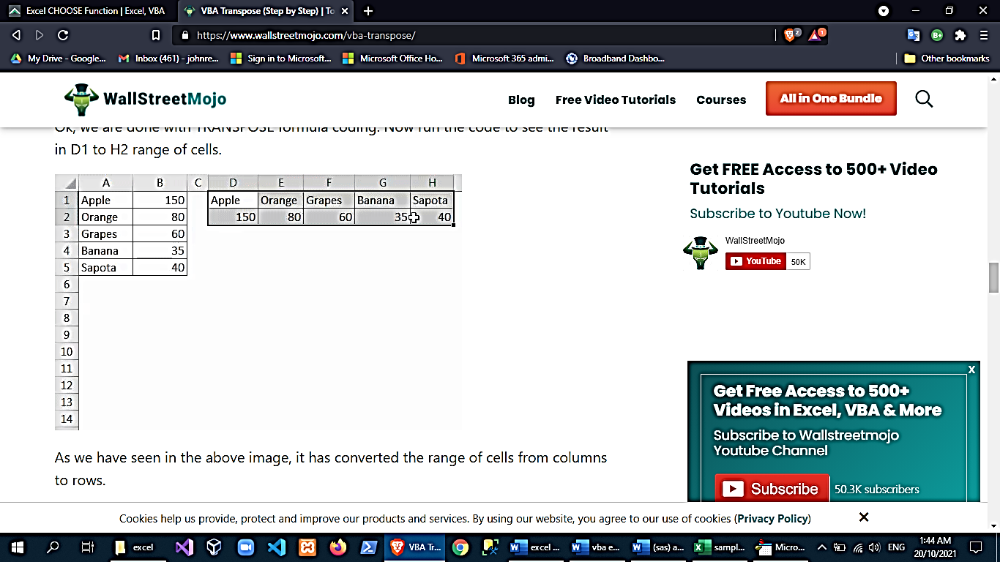 Excel CHOOSE Function | Excel, VBA
VBA Transpose (Step by Step) | To
https://www.wallstreetmojo.com/vba-transpose/
2
1
My Drive - Google...
Inbox (461) - johnre...
Sign in to Microsoft...
Microsoft Office Ho...
Microsoft 365 admi...
Broadband Dashbo...
Other bookmarks
WallStreetMojo
Blog
Free Video Tutorials
Courses
All in One Bundle
Ok, we are done with TRANSPOSE formula coding. Now run the code to see the result
in D1 to H2 range of cells.
A B C D E F G H
1 Apple 150 Apple Orange Grapes Banana Sapota
2 Orange 80 150 80 60 35 40
3 Grapes 60
4 Banana 35
5 Sapota 40
6
7
8
9
10
11
12
13
14
As we have seen in the above image, it has converted the range of cells from columns
to rows.
Get FREE Access to 500+ Video
Tutorials
Subscribe to Youtube Now!
WallStreetMojo
YouTube 50K
X
Get Free Access to 500+
Videos in Excel, VBA & More
Subscribe to Wallstreetmojo
Youtube Channel
Subscribe 50.3K subscribers
Cookies help us provide, protect and improve our products and services. By using our website, you agree to our use of cookies (Privacy Policy)
excel
VBA Tr...
excel ...
vba e...
(sas) a...
sampl...
Micro...
ENG
1:44 AM
20/10/2021